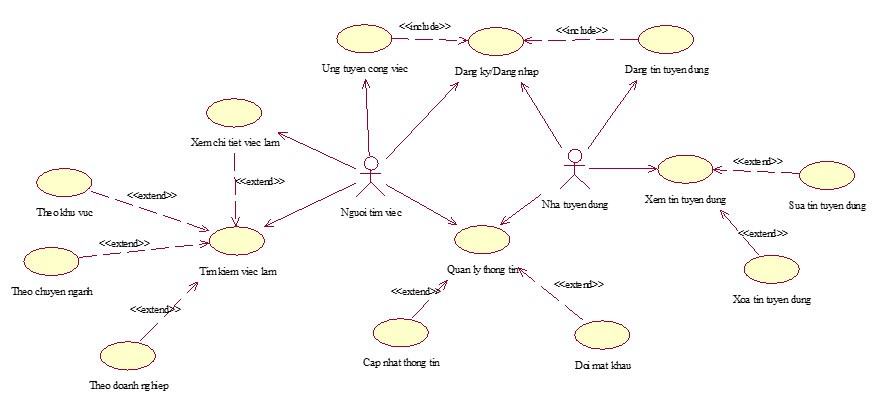 <<include>>
<<include>>
Ung tuyen cong viec
Dang ky/Dang nhap
Dang tin tuyen dung
Xem chi tiet viec lam
<<extend>>
<<extend>>
<<extend>>
Theo khu vuc
Nguoi tim viec
Nha tuyen dung
Xem tin tuyen dung
Sua tin tuyen dung
<<extend>>
<<extend>>
Theo chuyen nganh
Tim kiem viec lam
Quan ly thong tin
<<extend>>
<<extend>>
<<extend>>
Xoa tin tuyen dung
Theo doanh nghiep
Cap nhat thong tin
Doi mat khau